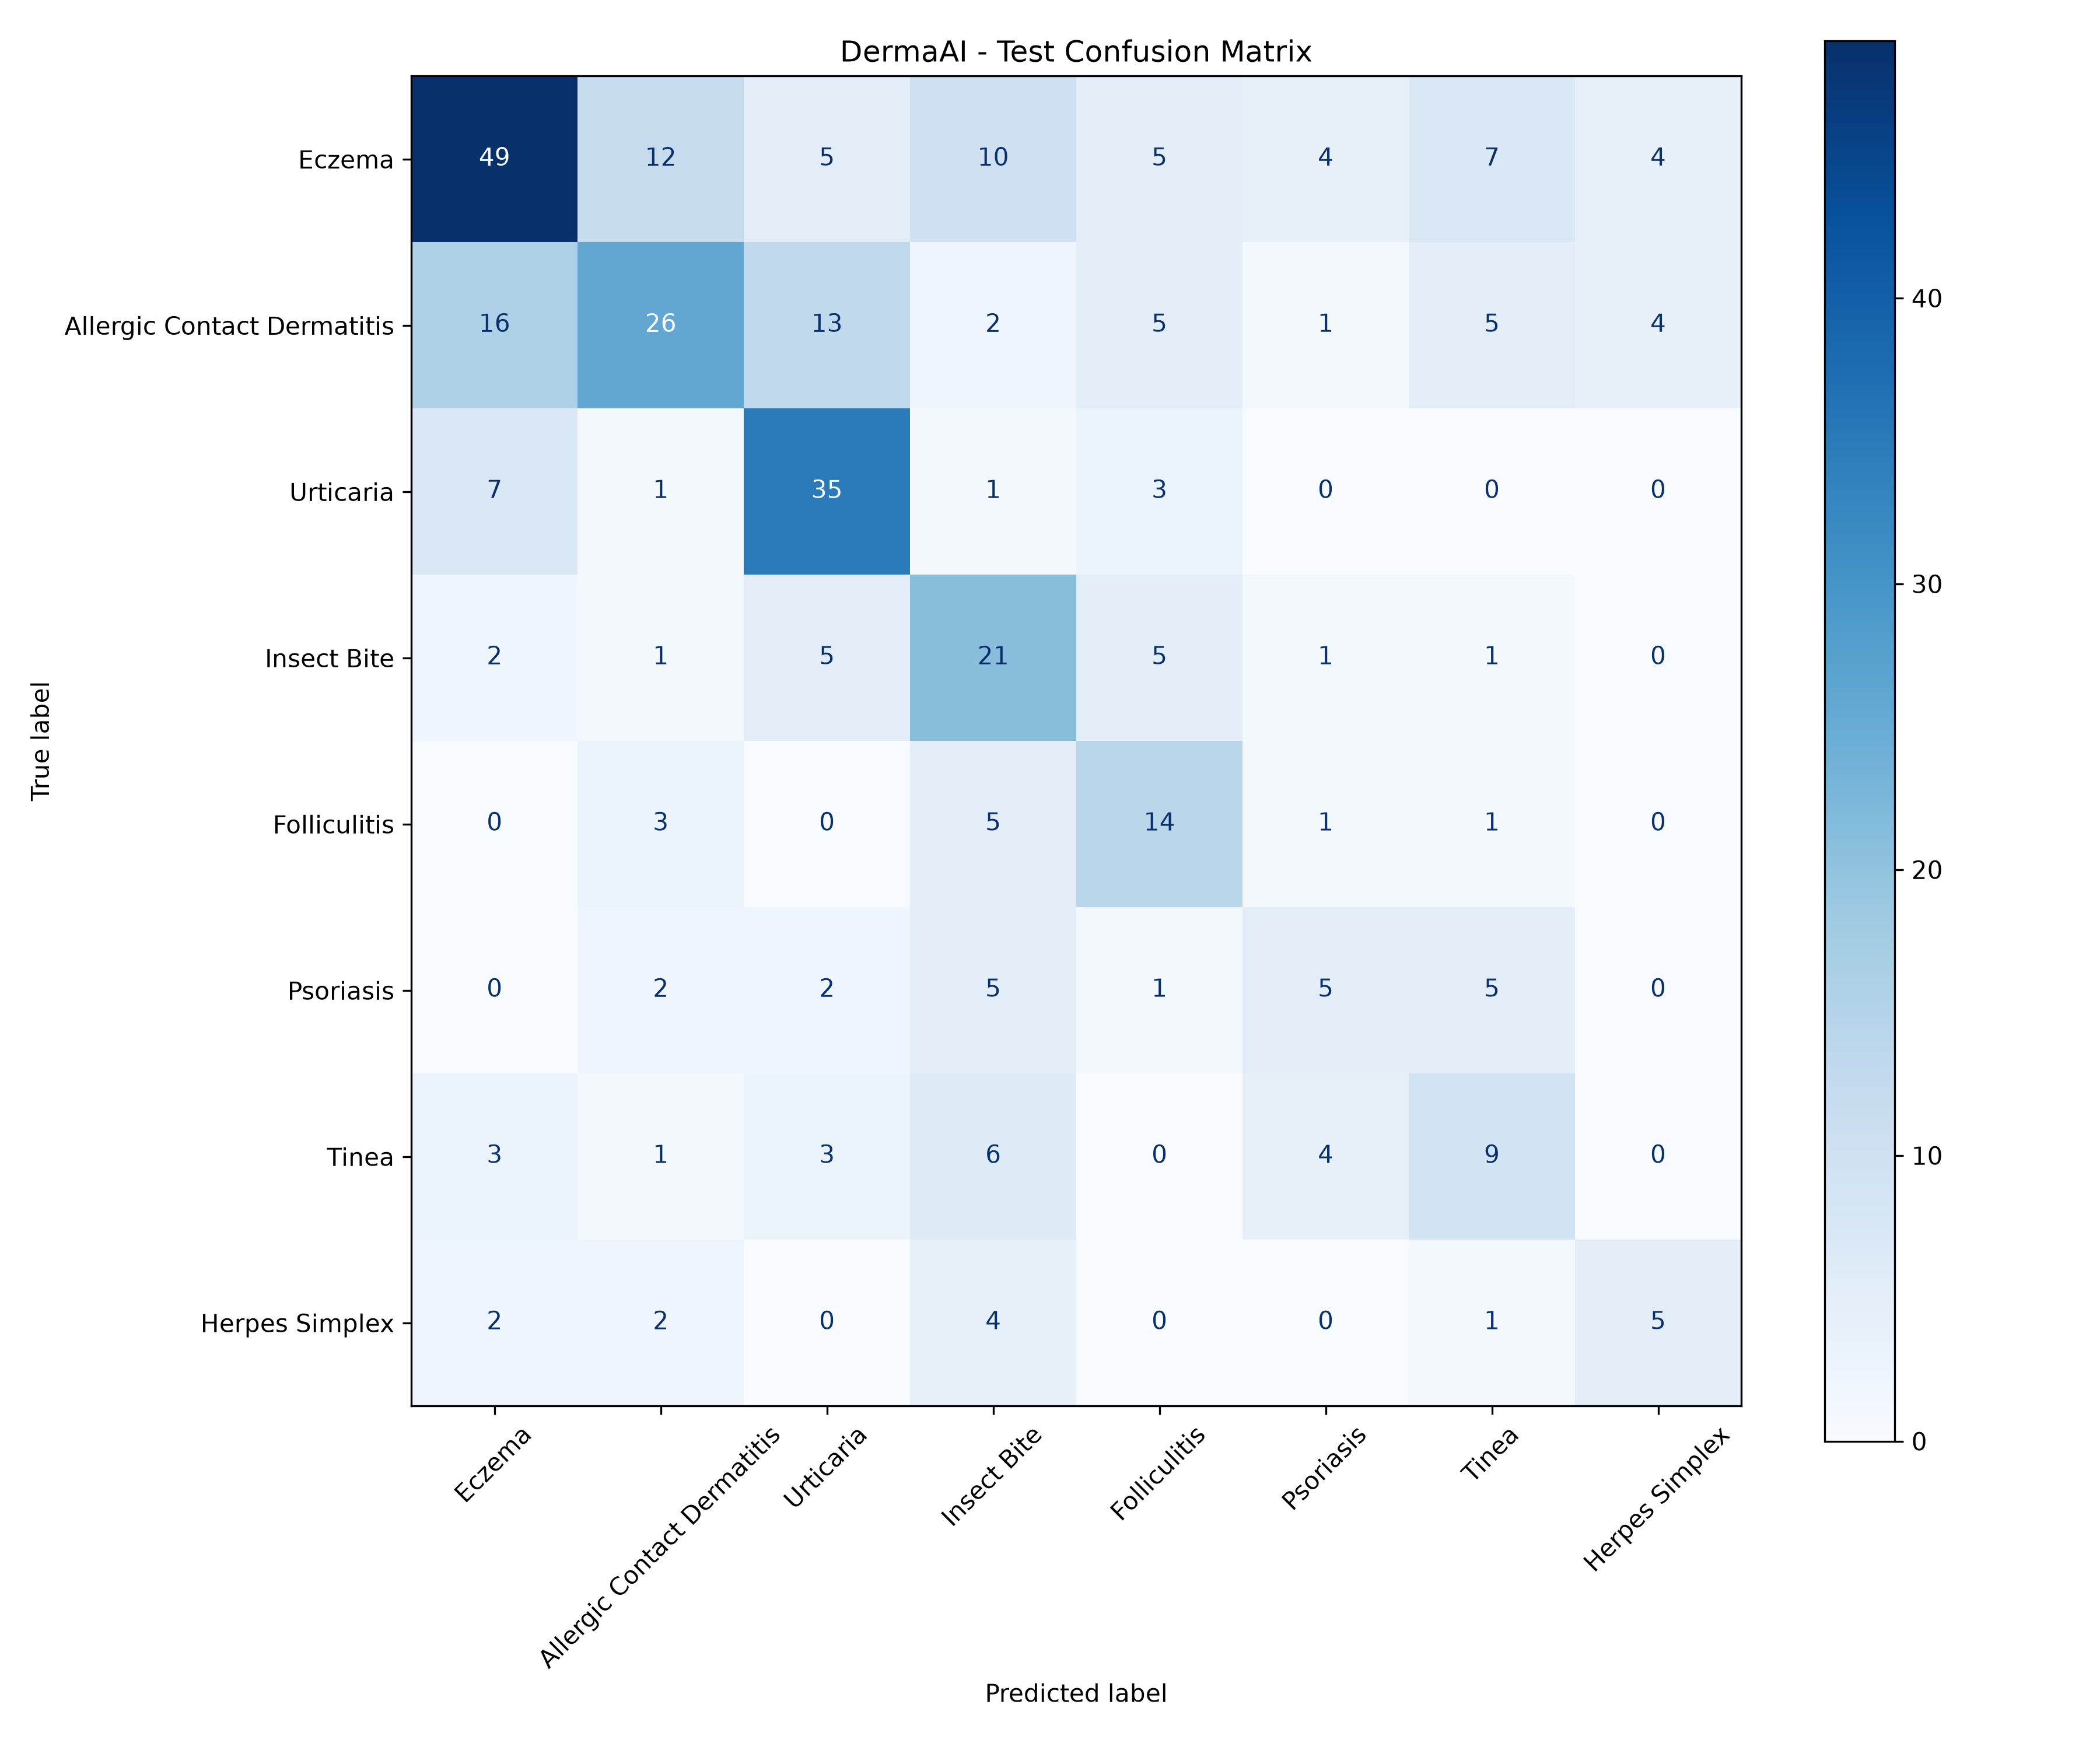 DermaAI - Test Confusion Matrix
True label
Eczema 49 12 5 10 5 4 7 4
Allergic Contact Dermatitis 16 26 13 2 5 1 5 4
Urticaria 7 1 35 1 3 0 0 0
Insect Bite 2 1 5 21 5 1 1 0
Folliculitis 0 3 0 5 14 1 1 0
Psoriasis 0 2 2 5 1 5 5 0
Tinea 3 1 3 6 0 4 9 0
Herpes Simplex 2 2 0 4 0 0 1 5
Eczema
Allergic Contact Dermatitis
Urticaria
Insect Bite
Folliculitis
Psoriasis
Tinea
Herpes Simplex
Predicted label
40
30
20
10
0